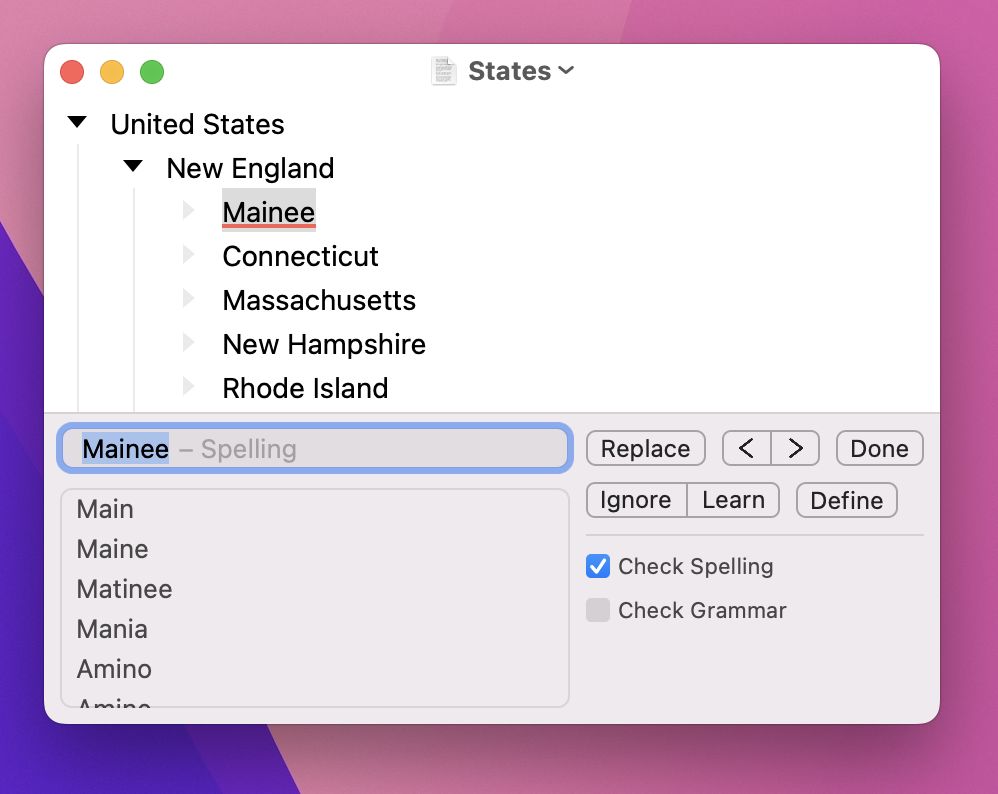 States
United States
New England
Mainee
Connecticut
Massachusetts
New Hampshire
Rhode Island
Mainee – Spelling
Replace < > Done
Ignore Learn Define
Main
Maine
Matinee
Mania
Amino
Check Spelling
Check Grammar